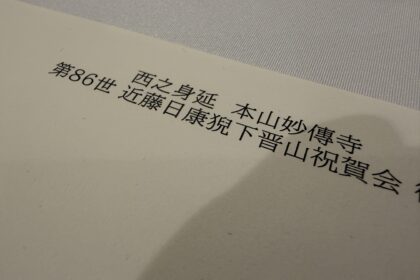 西之身延 本山妙傳寺
第86世 近藤日康猊下晋山祝賀会